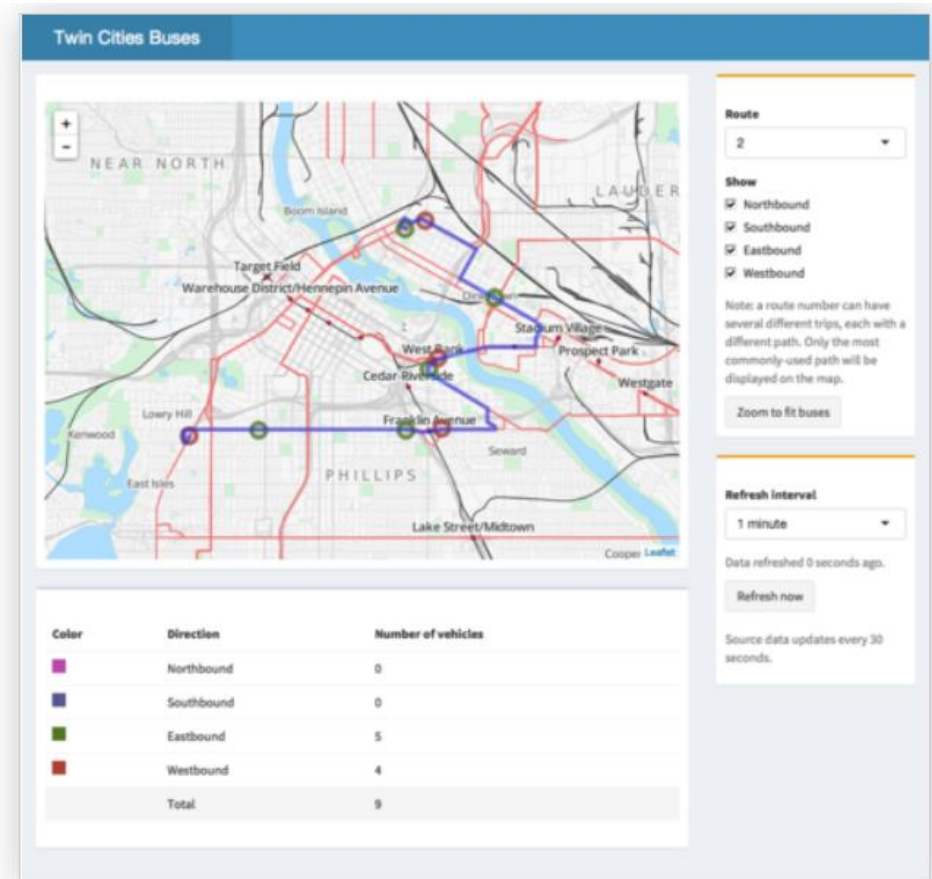 Twin Cities Buses
+
-
NEAR NORTH
LAUDER
Boom Island
Target Field
Warehouse District/Hennepin Avenue
Stadium Village
West Bank
Prospect Park
Cedar-Riverside
Westgate
Lowry Hill
Franklin Avenue
Kenwood
Seward
PHILLIPS
East Isles
Lake Street/Midtown
Cooper Leaflet
Color Direction Number of vehicles
Northbound 0
Southbound 0
Eastbound 5
Westbound 4
Total 9
Route
2
Show
Northbound
Southbound
Eastbound
Westbound
Note: a route number can have
several different trips, each with a
different path. Only the most
commonly-used path will be
displayed on the map.
Zoom to fit buses
Refresh interval
1 minute
Data refreshed 0 seconds ago.
Refresh now
Source data updates every 30
seconds.